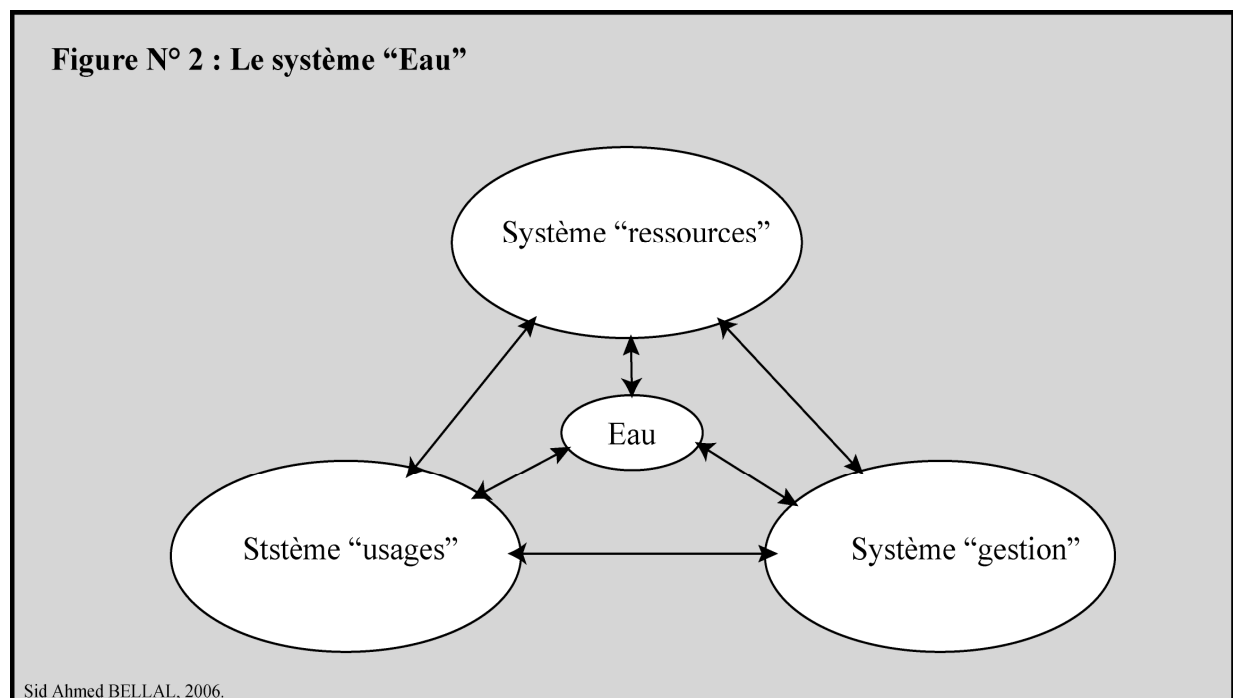 Figure N° 2 : Le système “Eau”
Système “ressources”
Eau
Ststème “usages”
Système “gestion”
Sid Ahmed BELLAL, 2006.